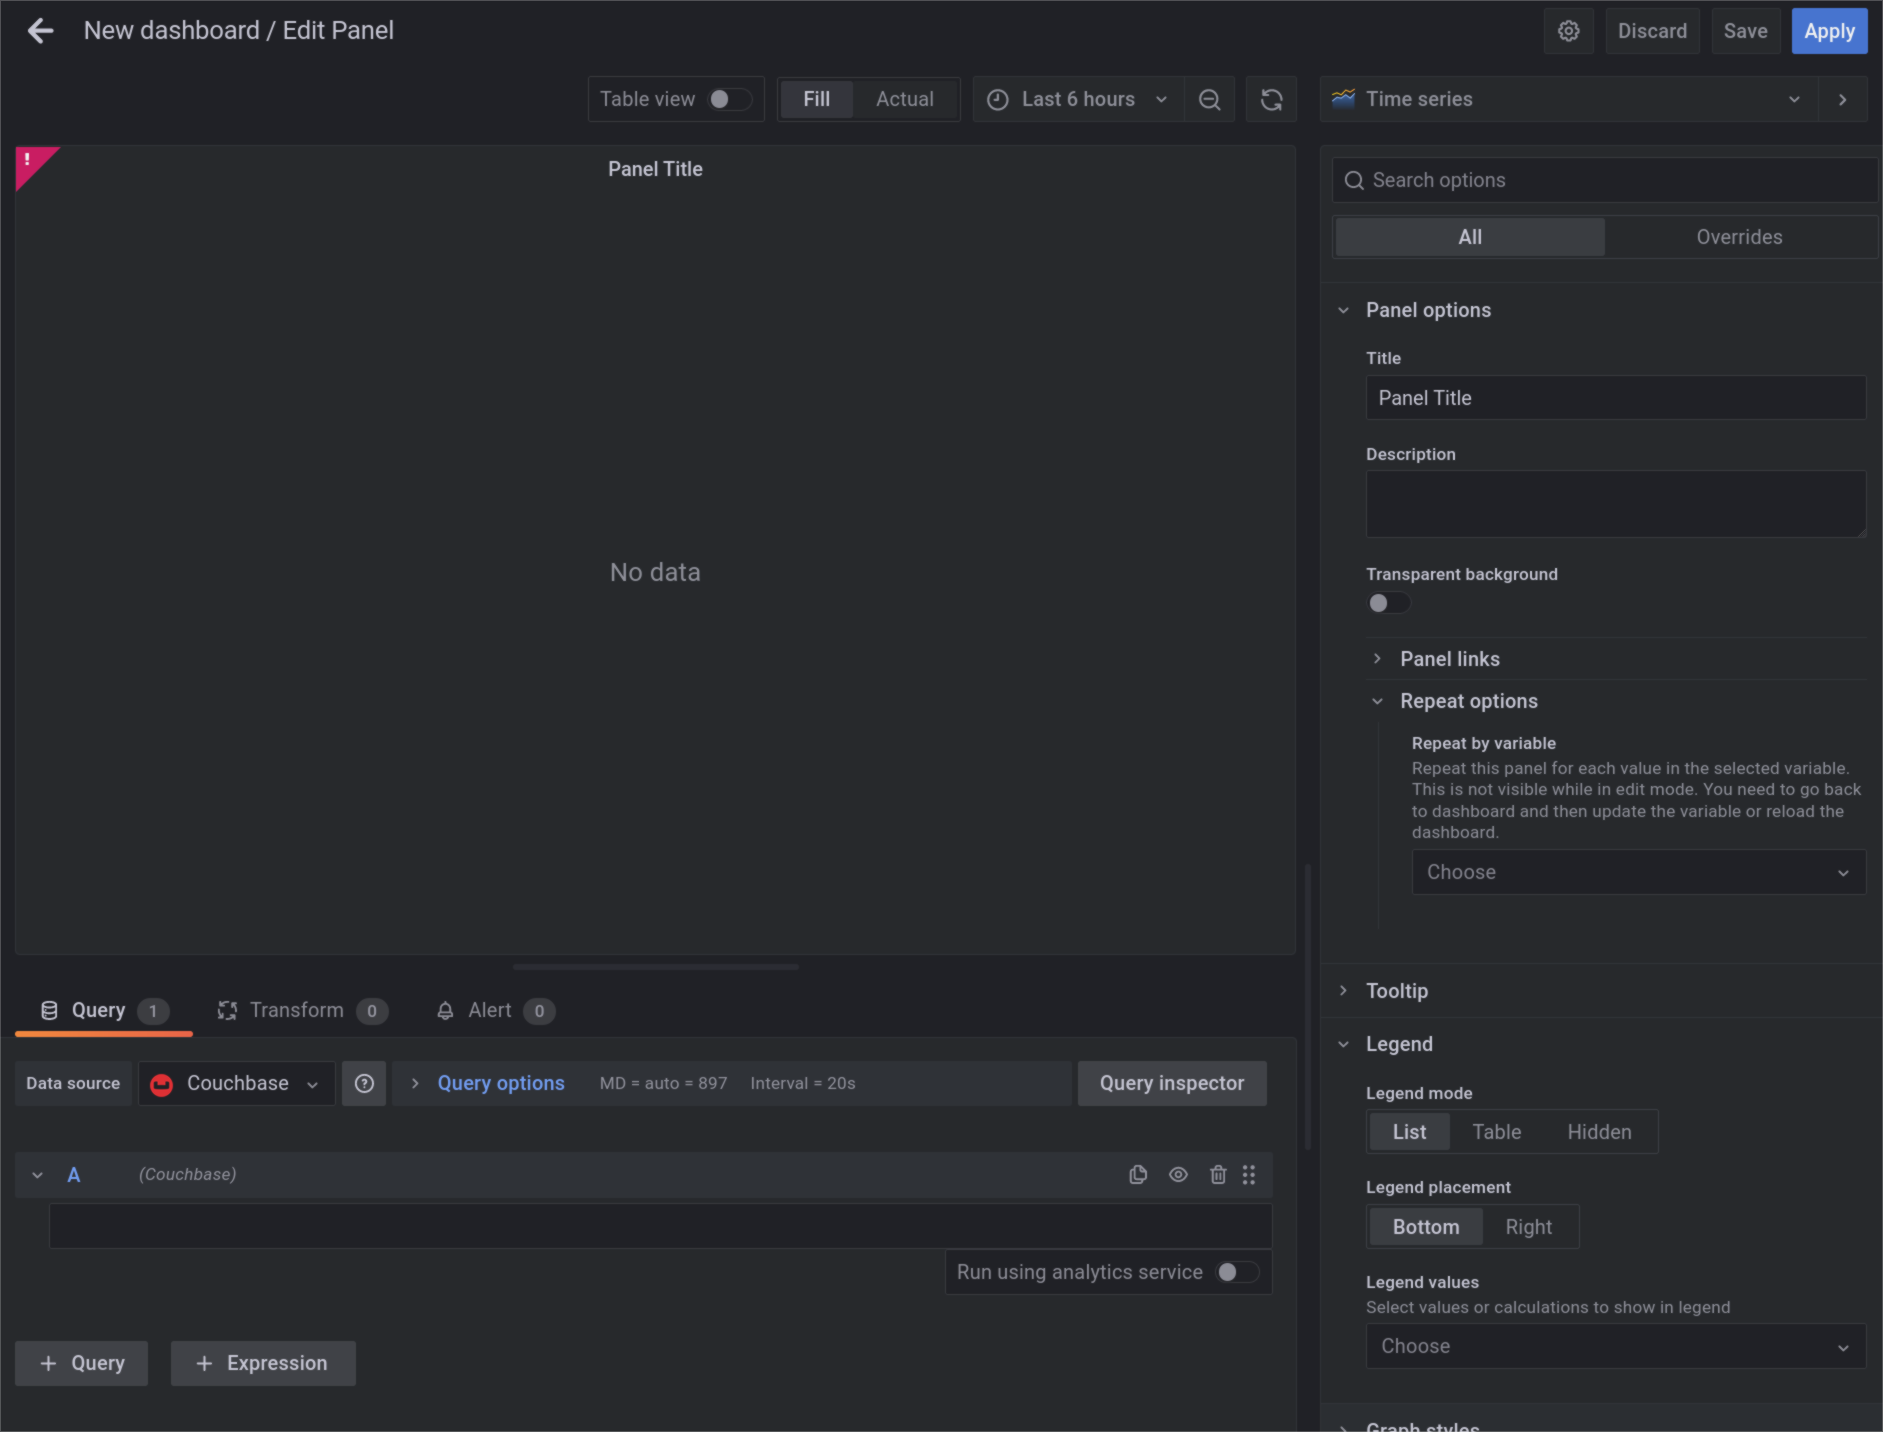 New dashboard / Edit Panel
Discard
Save
Apply
Table view
Fill
Actual
Last 6 hours
Time series
!
Panel Title
No data
Search options
All
Overrides
Panel options
Title
Panel Title
Description
Transparent background
Panel links
Repeat options
Repeat by variable
Repeat this panel for each value in the selected variable.
This is not visible while in edit mode. You need to go back
to dashboard and then update the variable or reload the
dashboard.
Choose
Tooltip
Legend
Legend mode
List
Table
Hidden
Legend placement
Bottom
Right
Legend values
Select values or calculations to show in legend
Choose
Graph styles
Query 1
Transform 0
Alert 0
Data source
Couchbase
?
Query options
MD = auto = 897
Interval = 20s
Query inspector
A
(Couchbase)
Run using analytics service
+ Query
+ Expression